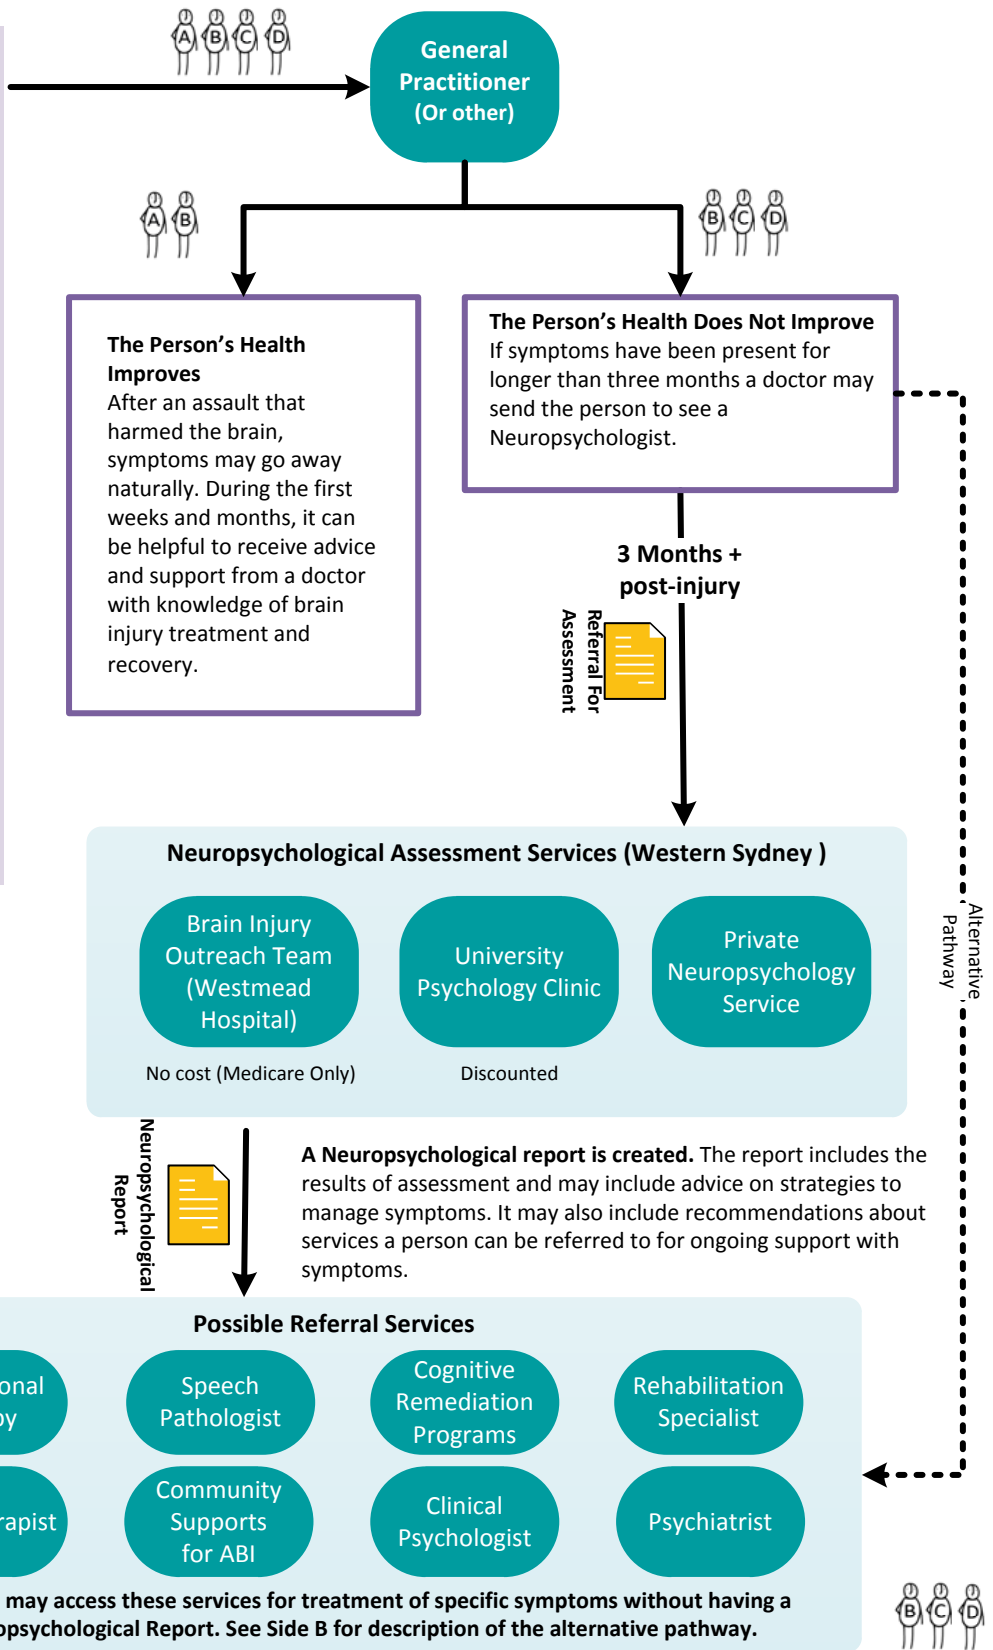 A B C D
General
Practitioner
(Or other)
A B
B C D
The Person's Health
Improves
After an assault that
harmed the brain,
symptoms may go away
naturally. During the first
weeks and months, it can
be helpful to receive advice
and support from a doctor
with knowledge of brain
injury treatment and
recovery.
The Person's Health Does Not Improve
If symptoms have been present for
longer than three months a doctor may
send the person to see a
Neuropsychologist.
3 Months +
post-injury
Referral For
Assessment
Neuropsychological Assessment Services (Western Sydney )
Brain Injury
Outreach Team
(Westmead
Hospital)
University
Psychology Clinic
Private
Neuropsychology
Service
No cost (Medicare Only)
Discounted
Alternative
Pathway
Neuropsychological
Report
A Neuropsychological report is created. The report includes the
results of assessment and may include advice on strategies to
manage symptoms. It may also include recommendations about
services a person can be referred to for ongoing support with
symptoms.
Possible Referral Services
Speech
Pathologist
Cognitive
Remediation
Programs
Rehabilitation
Specialist
Community
Supports
for ABI
Clinical
Psychologist
Psychiatrist
may access these services for treatment of specific symptoms without having a
opsychological Report. See Side B for description of the alternative pathway.
B C D